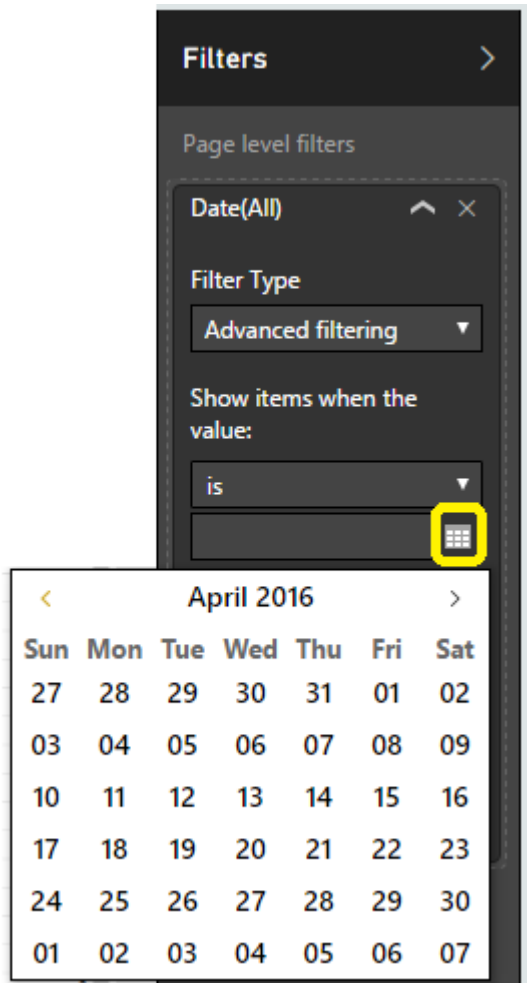 Filters
Page level filters
Date(All)
Filter Type
Advanced filtering
Show items when the
value:
is
April 2016
Sun Mon Tue Wed Thu Fri Sat
27 28 29 30 31 01 02
03 04 05 06 07 08 09
10 11 12 13 14 15 16
17 18 19 20 21 22 23
24 25 26 27 28 29 30
01 02 03 04 05 06 07